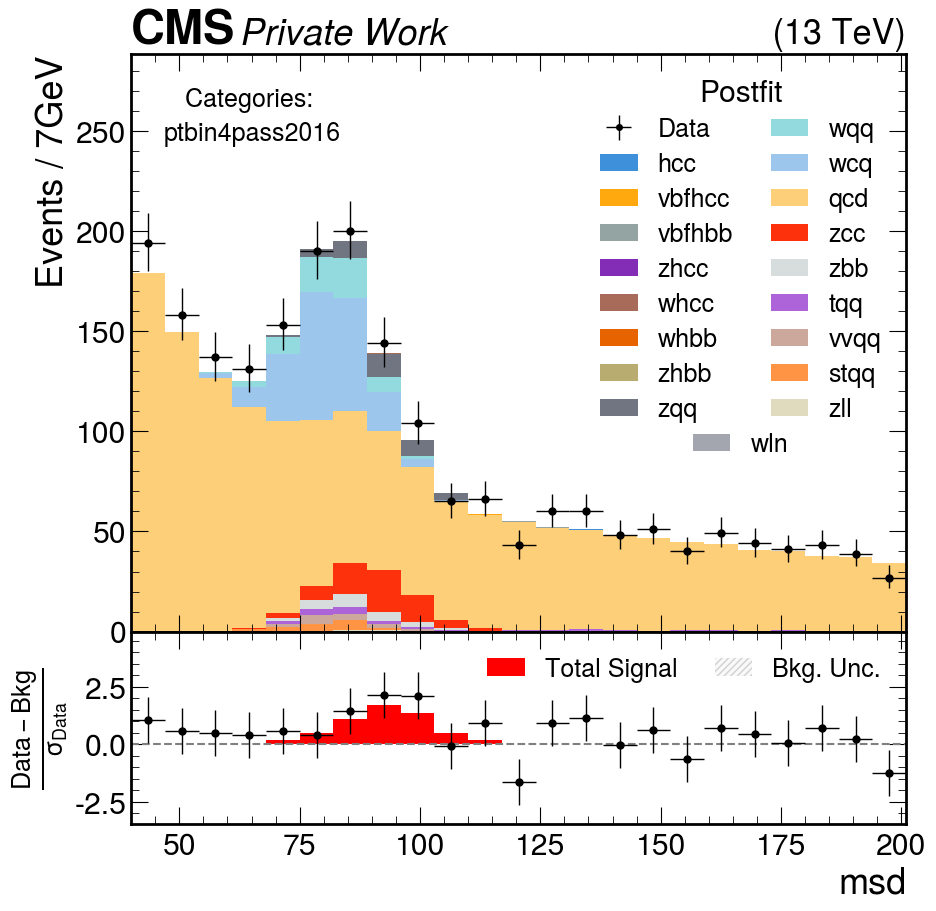 CMS Private Work (13 TeV)
Events / 7GeV
Categories:
ptbin4pass2016
Postfit
Data
wqq
hcc
wcq
vbfhcc
qcd
vbfhbb
zcc
zhcc
zbb
whcc
tqq
whbb
vvqq
zhbb
stqq
zqq
zll
wln
250
200
150
100
50
0
Total Signal
Bkg. Unc.
Data − Bkg
σData
2.5
0.0
-2.5
50 75 100 125 150 175 200
msd